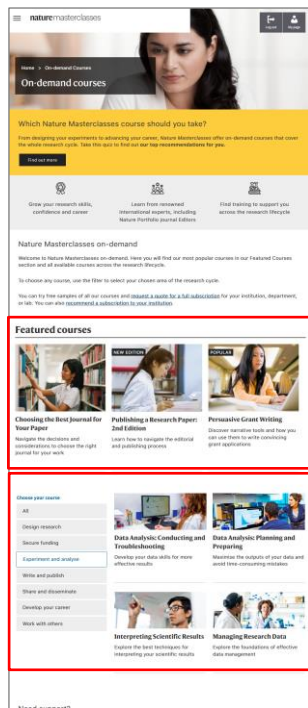 naturemasterclasses
Home > On-demand Courses
On-demand courses
Which Nature Masterclasses course should you take?
From designing your experiments to advancing your career, Nature Masterclasses offer on-demand courses that cover
the whole research cycle. Take this quiz to find out our top recommendations for you.
Find out more
Grow your research skills,
confidence and career
Learn from renowned
international experts, including
Nature Portfolio journal Editors
Find training to support you
across the research lifecycle
Nature Masterclasses on-demand
Welcome to Nature Masterclasses on-demand. Here you will find our most popular courses in our Featured Courses
section and all available courses across the research lifecycle.
To choose any course, use the filter to select your chosen area of the research cycle.
You can try free samples of all our courses and request a quote for a full subscription for your institution, department,
or lab. You can also recommend a subscription to your institution.
Featured courses
NEW EDITION
POPULAR
Choosing the Best Journal for
Your Paper
Navigate the decisions and
considerations to choose the right
journal for your work
Publishing a Research Paper:
2nd Edition
Learn how to navigate the editorial
and publishing process
Persuasive Grant Writing
Discover narrative tools and how you
can use them to write convincing
grant applications
Choose your course
All
Design research
Secure funding
Experiment and analyse
Write and publish
Share and disseminate
Develop your career
Work with others
Data Analysis: Conducting and
Troubleshooting
Develop your data skills for more
effective results
Data Analysis: Planning and
Preparing
Maximise the outputs of your data and
avoid time-consuming mistakes
Interpreting Scientific Results
Explore the best techniques for
interpreting your scientific results
Managing Research Data
Explore the foundations of effective
data management
Need support?